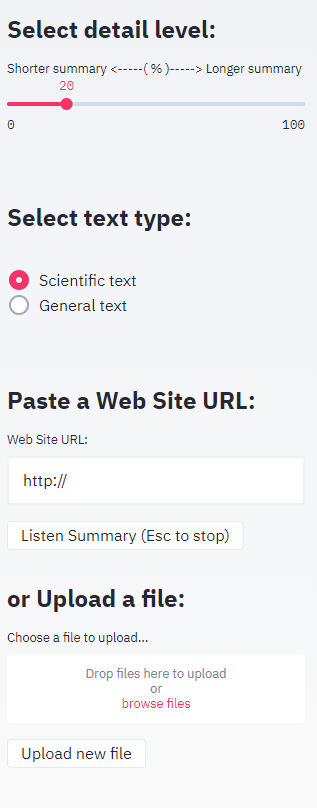 Select detail level:
Shorter summary <-----( % )-----> Longer summary
20
0 100
Select text type:
Scientific text
General text
Paste a Web Site URL:
Web Site URL:
http://
Listen Summary (Esc to stop)
or Upload a file:
Choose a file to upload...
Drop files here to upload
or
browse files
Upload new file